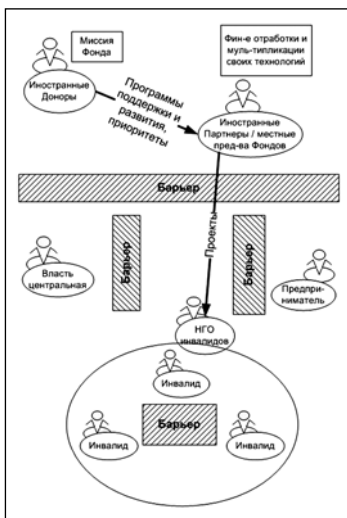 Миссия
Фонда
Фин-е отработки и
муль-типликации
своих технологий
Иностранные
Доноры
Программы
поддержки и
развития,
приоритеты
Иностранные
Партнеры / местные
пред-ва Фондов
Барьер
Проекты
Барьер
Барьер
Власть
центральная
Предпри-
ниматель
НГО
инвалидов
Инвалид
Барьер
Инвалид
Инвалид